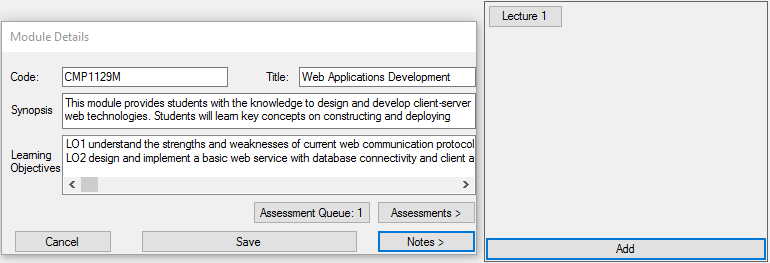 Lecture 1
Module Details
Code: CMP1129M Title: Web Applications Development
Synopsis
This module provides students with the knowledge to design and develop client-server
web technologies. Students will learn key concepts on constructing and deploying
Learning Objectives
LO1 understand the strengths and weaknesses of current web communication protocol
LO2 design and implement a basic web service with database connectivity and client a
Assessment Queue: 1 Assessments >
Cancel Save Notes >
Add